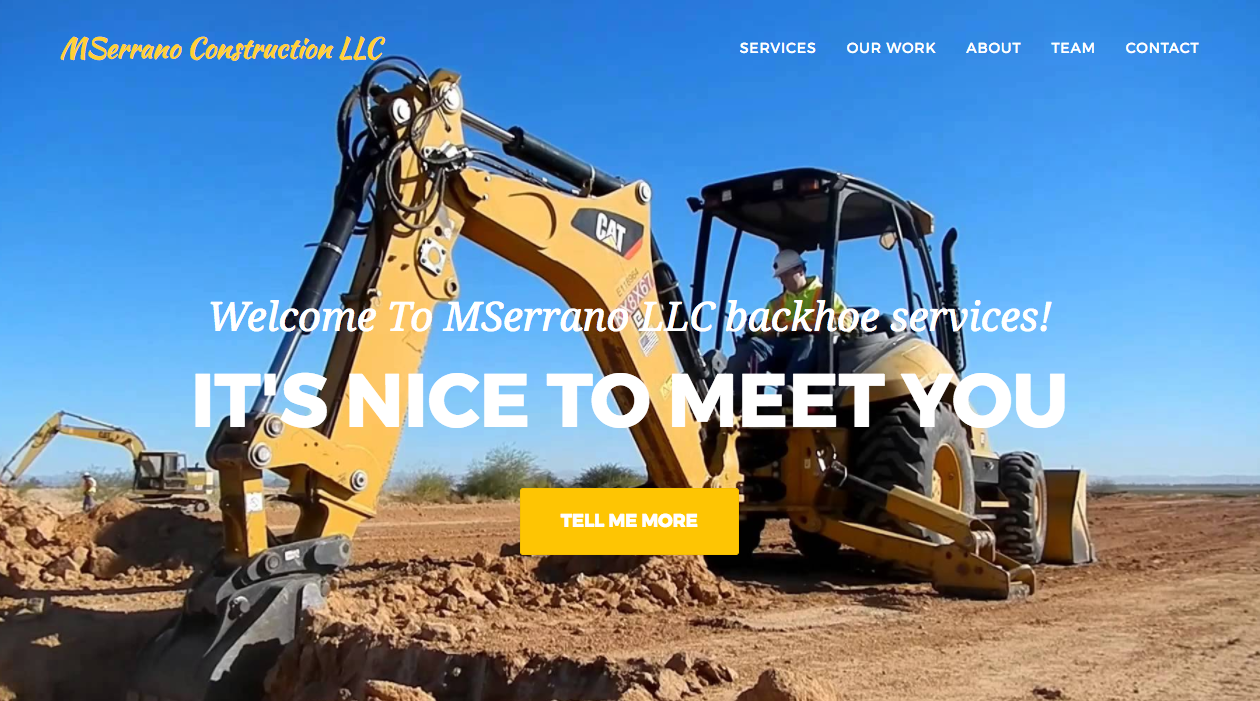 MSerrano Construction LLC
SERVICES OUR WORK ABOUT TEAM CONTACT
CAT
Welcome To MSerrano LLC backhoe services!
IT'S NICE TO MEET YOU
CAT
TELL ME MORE